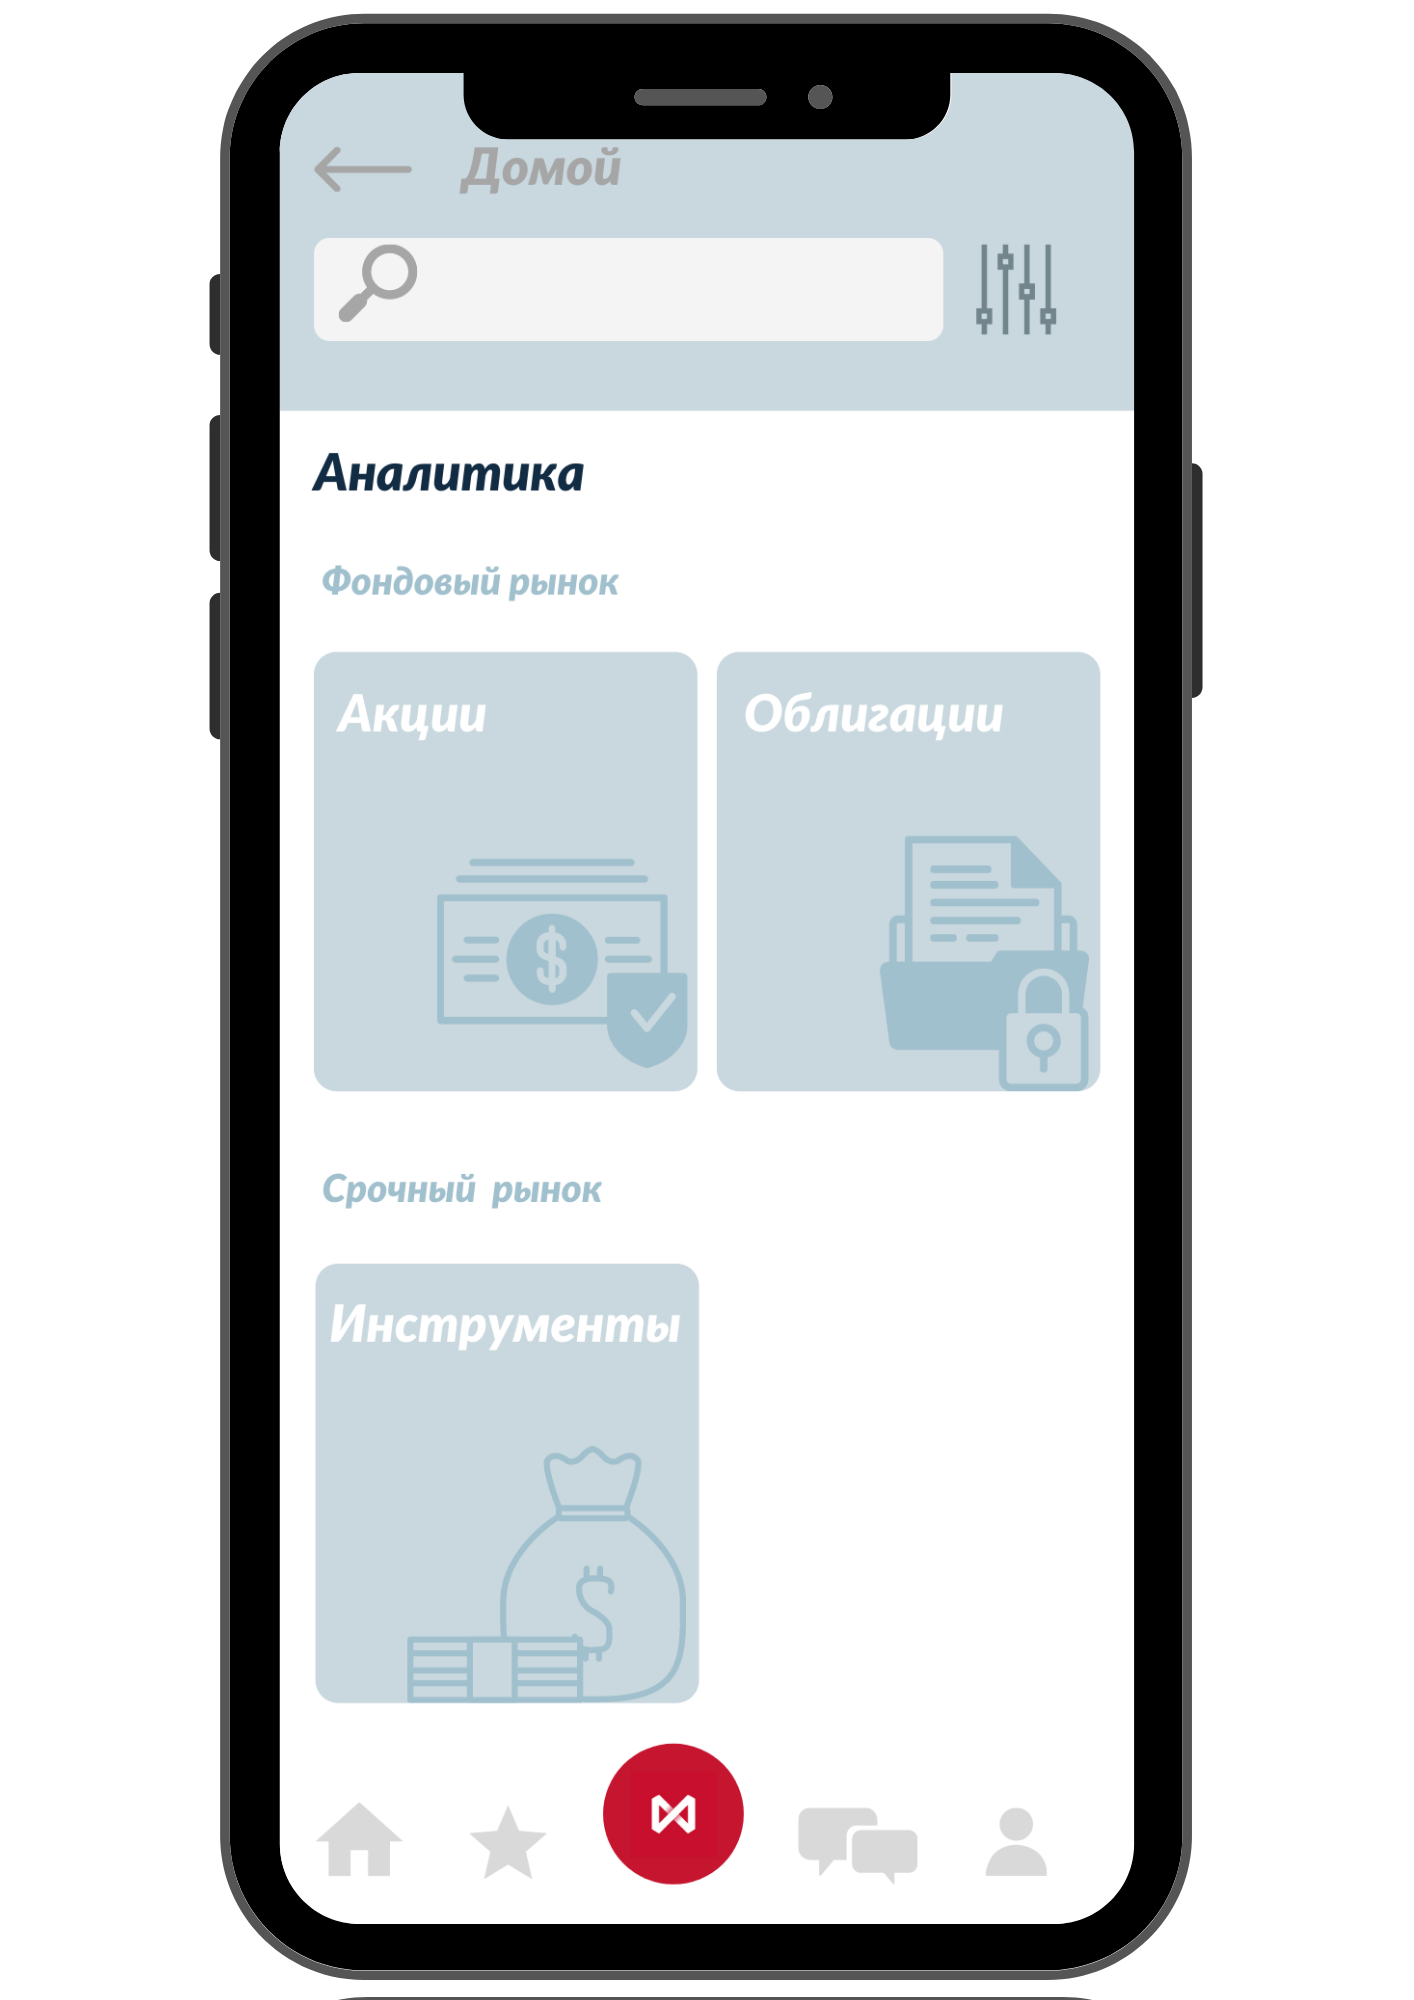 Домой
Аналитика
Фондовый рынок
Акции
Облигации
$
Срочный рынок
Инструменты
$